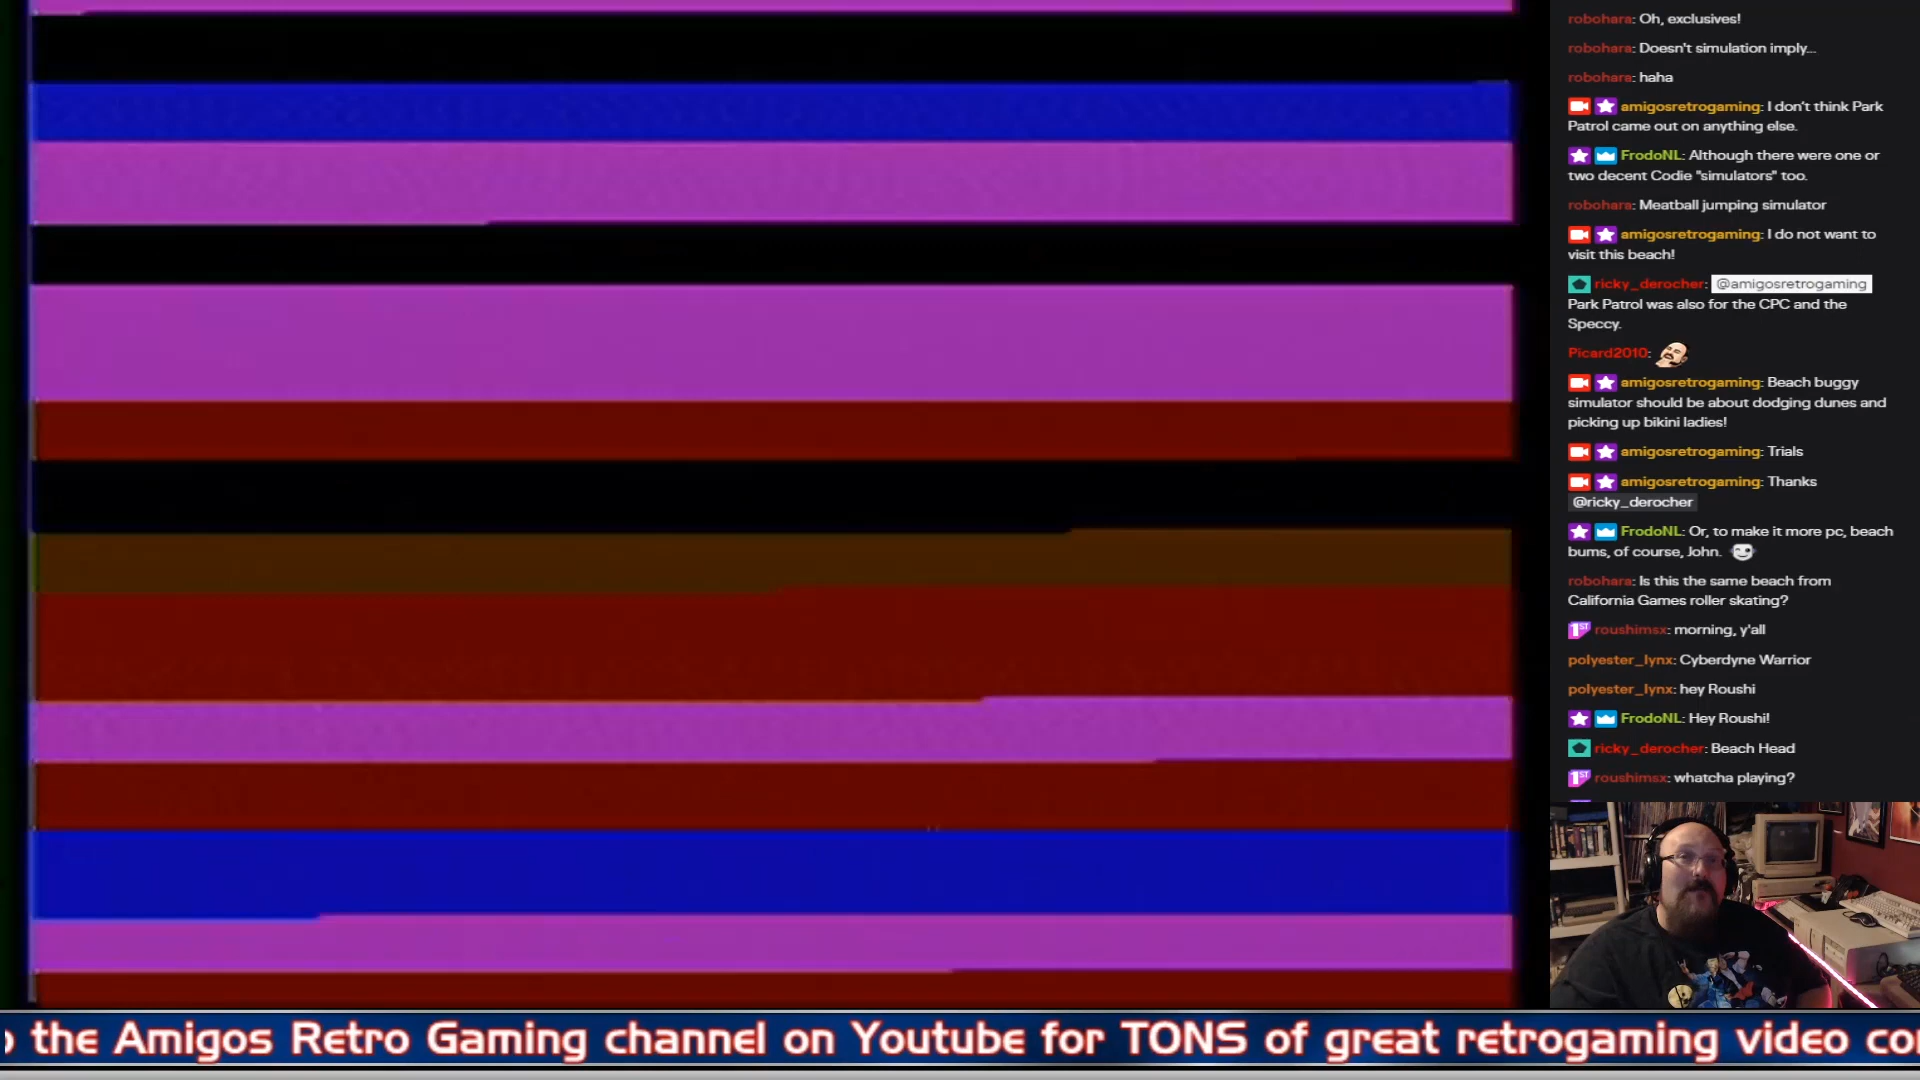 robohara: Oh, exclusives!
robohara: Doesn't simulation imply...
robohara: haha
amigosretrogaming: I don't think Park
Patrol came out on anything else.
FrodoNL: Although there were one or
two decent Codie "simulators" too.
robohara: Meatball jumping simulator
amigosretrogaming: I do not want to
visit this beach!
ricky_derocher: @amigosretrogaming
Park Patrol was also for the CPC and the
Speccy.
Picard2010:
amigosretrogaming: Beach buggy
simulator should be about dodging dunes and
picking up bikini ladies!
amigosretrogaming: Trials
amigosretrogaming: Thanks
@ricky_derocher
FrodoNL: Or, to make it more pc, beach
bums, of course, John.
robohara: Is this the same beach from
California Games roller skating?
1ST roushimsx: morning, y'all
polyester_lynx: Cyberdyne Warrior
polyester_lynx: hey Roushi
FrodoNL: Hey Roushi!
ricky_derocher: Beach Head
1ST roushimsx: whatcha playing?
the Amigos Retro Gaming channel on Youtube for TONS of great retrogaming video